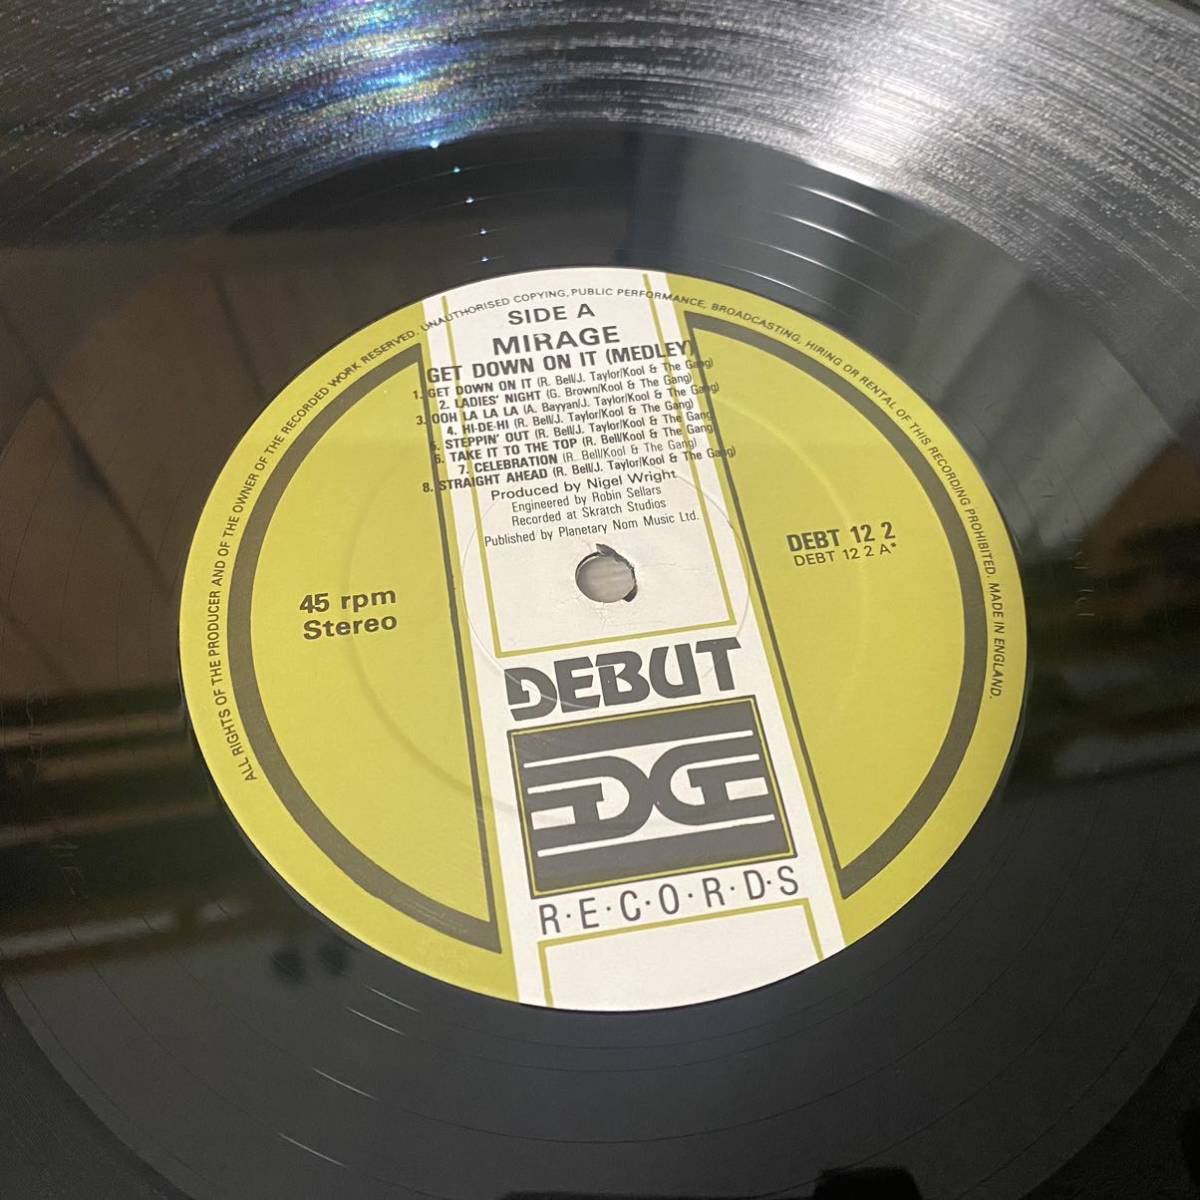 ALL RIGHTS OF THE PRODUCER AND OF THE OWNER OF THE RECORDED WORK RESERVED. UNAUTHORISED COPYING, PUBLIC PERFORMANCE, BROADCASTING, HIRING OR RENTAL OF THIS RECORDING PROHIBITED. MADE IN ENGLAND.
SIDE A
MIRAGE
GET DOWN ON IT (MEDLEY)
1. GET DOWN ON IT (R. Bell/J. Taylor/Kool & The Gang)
2. LADIES' NIGHT (G. Brown/Kool & The Gang)
3. OOH LA LA LA (A. Bayyan/J. Taylor/Kool & The Gang)
4. HI-DE-HI (R. Bell/J. Taylor/Kool & The Gang)
5. STEPPIN' OUT (R. Bell/J. Taylor/Kool & The Gang
6. TAKE IT TO THE TOP (R. Bell/Kool & The Gang)
7. CELEBRATION (R. Bell/Kool & The Gang)
8. STRAIGHT AHEAD (R. Bell/J. Taylor/Kool & The Gang)
Produced by Nigel Wright
Engineered by Robin Sellars
Recorded at Skratch Studios
Published by Planetary Nom Music Ltd.
DEBT 12 2
DEBT 12 2 A*
45 rpm
Stereo
DEBUT
R·E·C·O·R·D·S